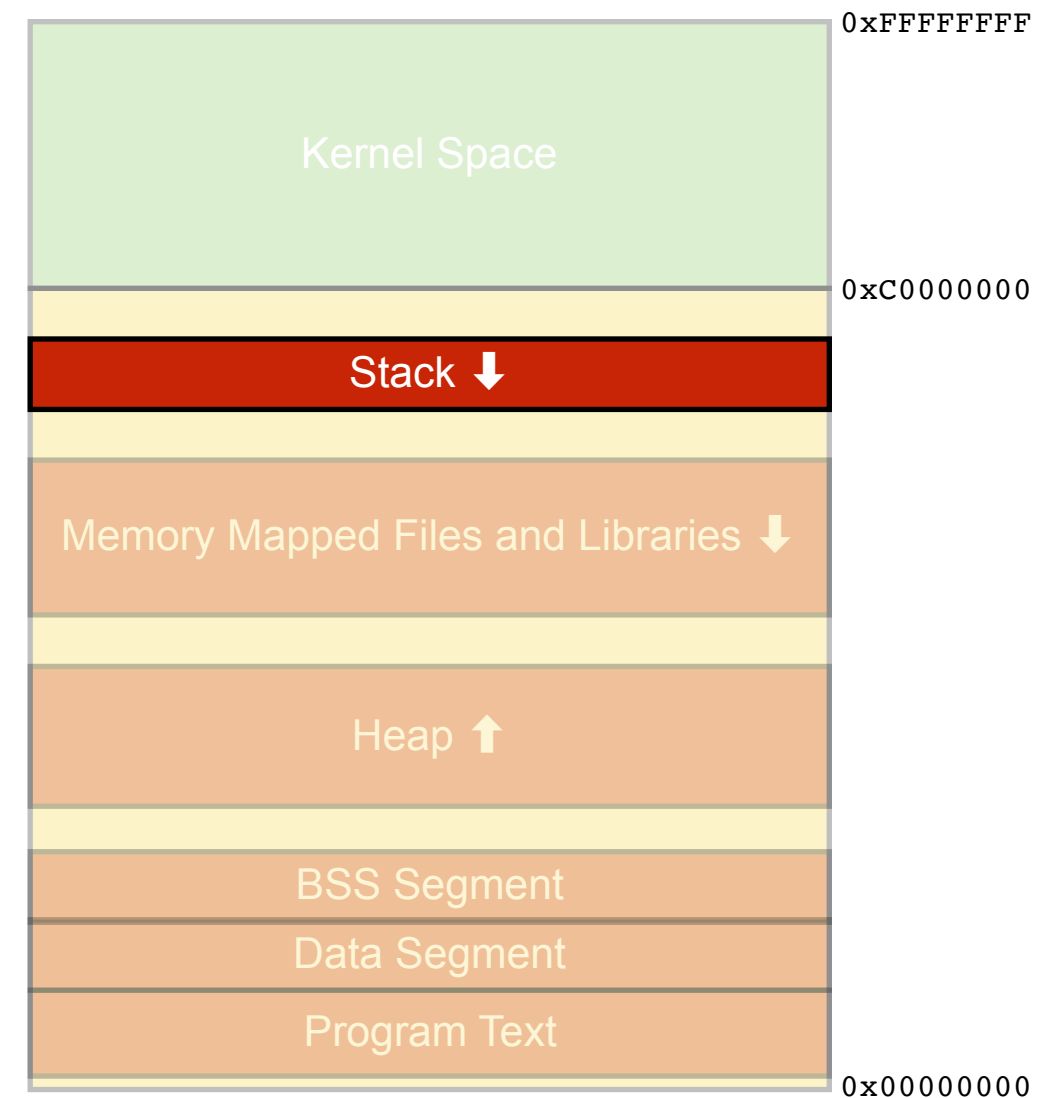 0xFFFFFFFF
Kernel Space
0xC0000000
Stack ⬇
Memory Mapped Files and Libraries ⬇
Heap ⬆
BSS Segment
Data Segment
Program Text
0x00000000